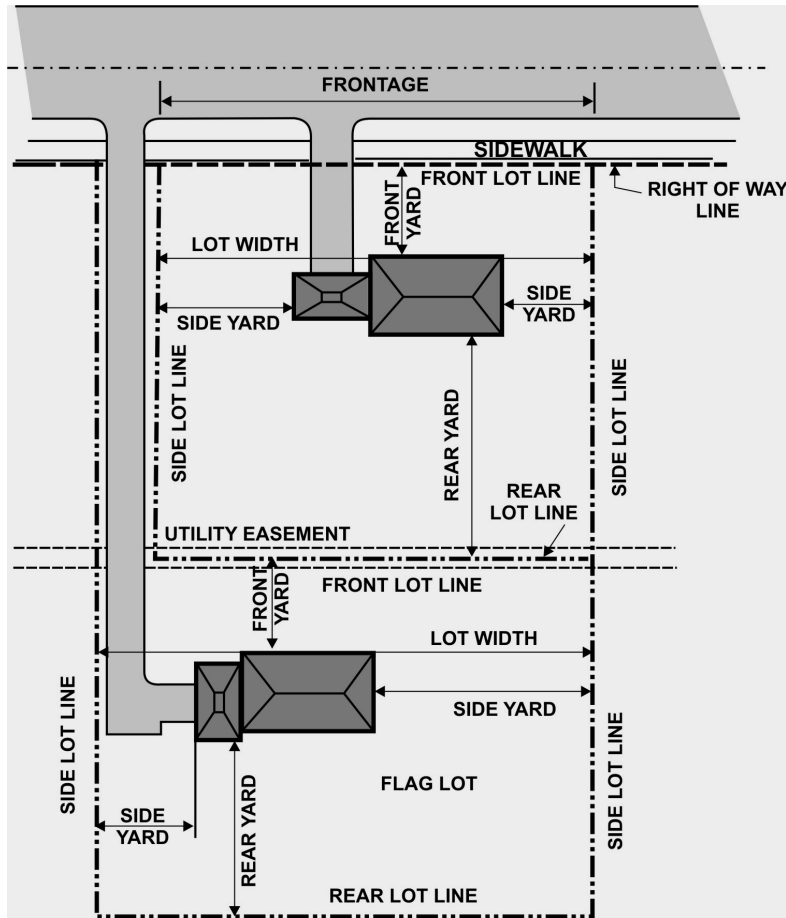 FRONTAGE
SIDEWALK
FRONT LOT LINE
RIGHT OF WAY
LINE
FRONT
YARD
LOT WIDTH
SIDE YARD
SIDE
YARD
SIDE LOT LINE
REAR YARD
SIDE LOT LINE
REAR
LOT LINE
UTILITY EASEMENT
FRONT LOT LINE
FRONT
YARD
LOT WIDTH
SIDE YARD
SIDE LOT LINE
SIDE LOT LINE
FLAG LOT
SIDE
YARD
REAR YARD
REAR LOT LINE